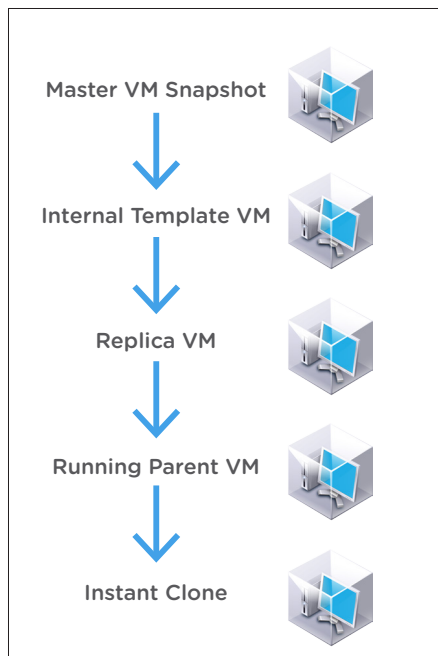 Master VM Snapshot
Internal Template VM
Replica VM
Running Parent VM
Instant Clone